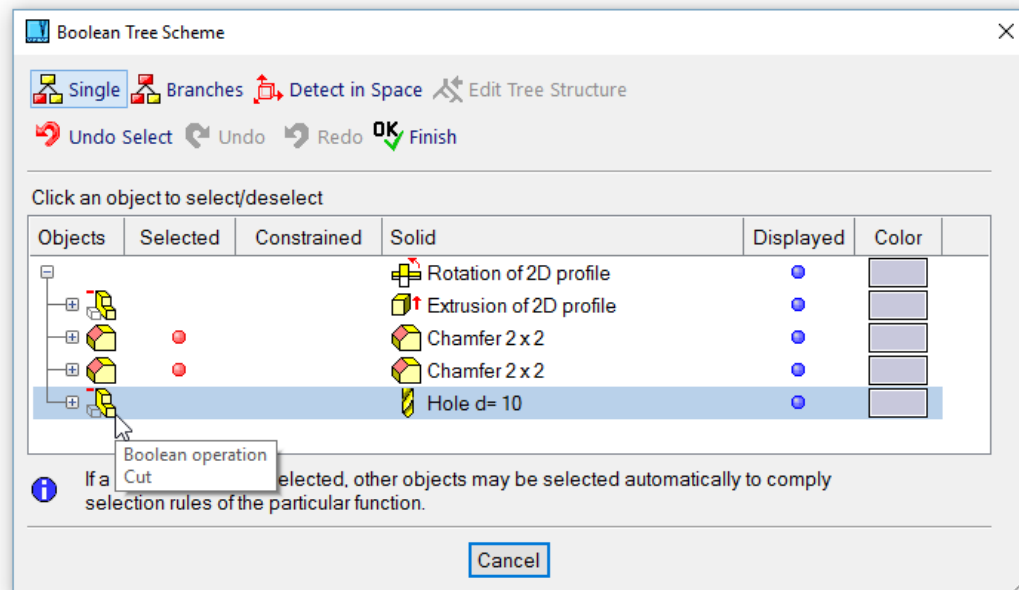 Boolean Tree Scheme
Single Branches Detect in Space Edit Tree Structure
Undo Select Undo Redo OK Finish
Click an object to select/deselect
Objects Selected Constrained Solid Displayed Color
Rotation of 2D profile
Extrusion of 2D profile
Chamfer 2 x 2
Chamfer 2 x 2
Hole d= 10
Boolean operation
Cut
If a elected, other objects may be selected automatically to comply
selection rules of the particular function.
Cancel